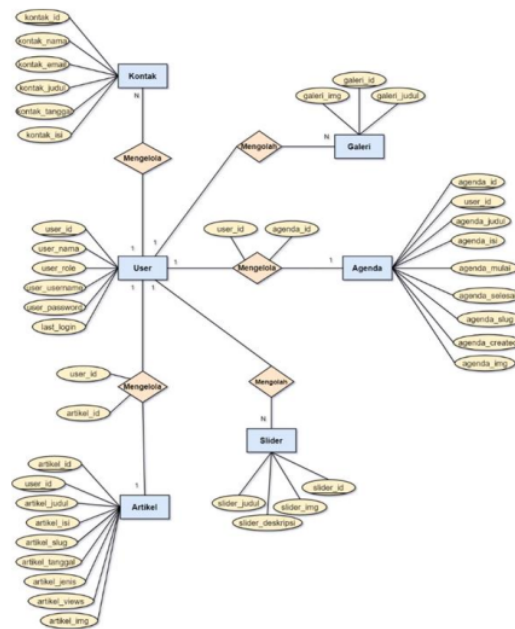 kontak_id
kontak_nama
kontak_email
kontak_judul
kontak_tanggal
kontak_isi
Kontak
N
Mengelola
1
galeri_id
galeri_img
galeri_judul
Mengolah
1
N
Galeri
user_id
user_nama
user_role
user_username
user_password
last_login
User
1
user_id
agenda_id
Mengelola
1
Agenda
agenda_id
user_id
agenda_judul
agenda_isi
agenda_mulai
agenda_selesai
agenda_slug
agenda_created
agenda_img
1
user_id
artikel_id
Mengelola
1
1
Mengolah
N
Slider
slider_judul
slider_deskripsi
slider_img
slider_id
artikel_id
user_id
artikel_judul
artikel_isi
artikel_slug
artikel_tanggal
artikel_jenis
artikel_views
artikel_img
Artikel